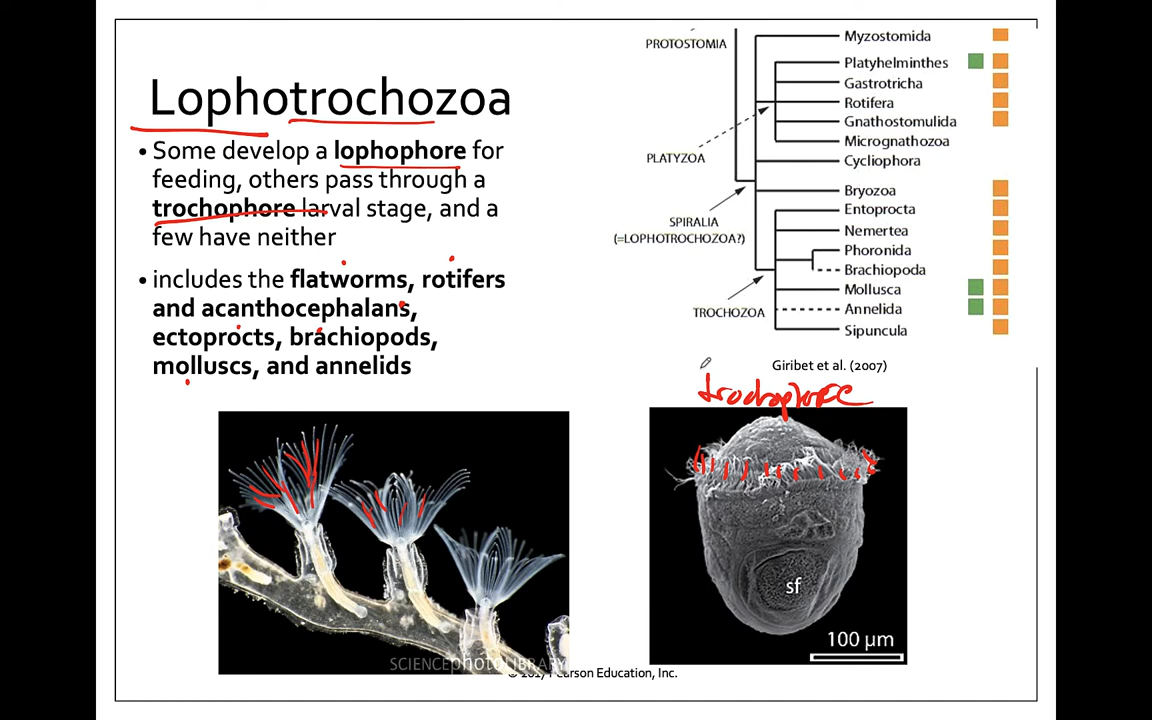 Lophotrochozoa
• Some develop a lophophore for
feeding, others pass through a
trochophore larval stage, and a
few have neither
• includes the flatworms, rotifers
and acanthocephalans,
ectoprocts, brachiopods,
molluscs, and annelids
PROTOSTOMIA
PLATYZOA
SPIRALIA
(=LOPHOTROCHOZOA?)
TROCHOZOA
Myzostomida
Platyhelminthes
Gastrotricha
Rotifera
Gnathostomulida
Micrognathozoa
Cycliophora
Bryozoa
Entoprocta
Nemertea
Phoronida
Brachiopoda
Mollusca
Annelida
Sipuncula
Giribet et al. (2007)
trochophore
sf
100 µm
SCIENCEphotoLIBRARY
© 2017 Pearson Education, Inc.